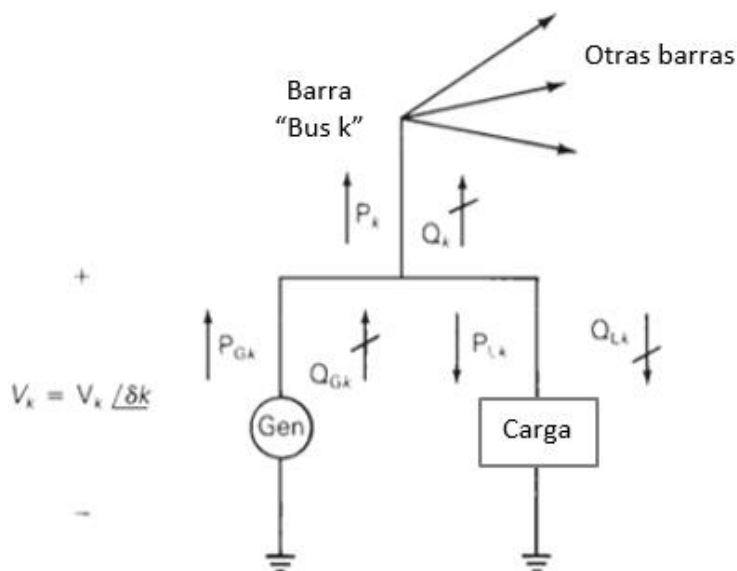 Otras barras
Barra
“Bus k”
P_k
Q_k
+
P_Gk
Q_Gk
P_Lk
Q_Lk
V_k = V_k /δk
Gen
Carga
−